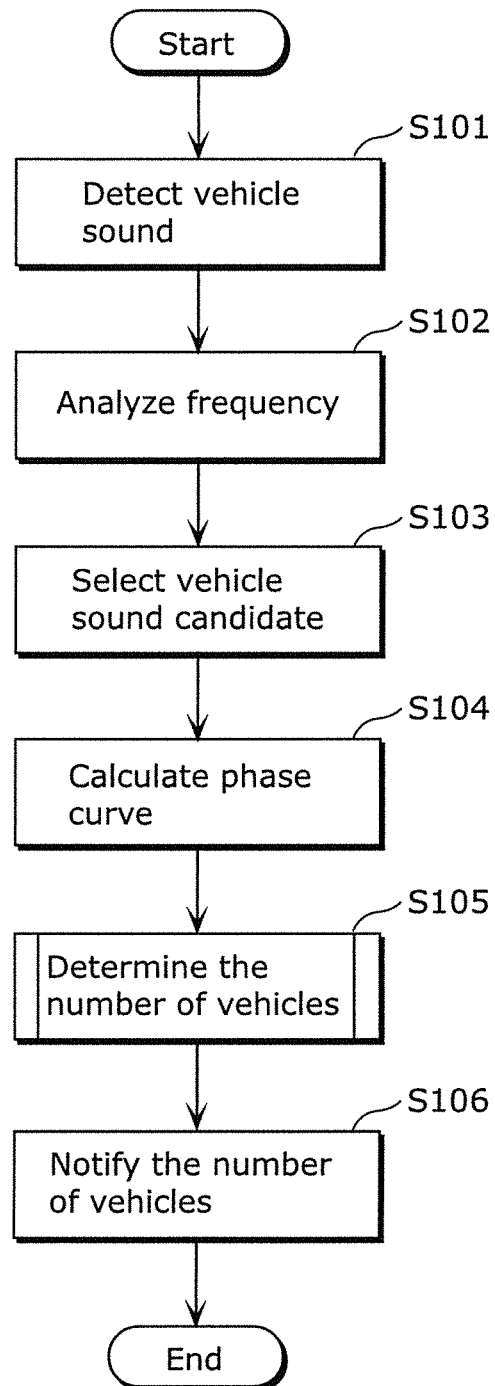 Start
S101
Detect vehicle
sound
S102
Analyze frequency
S103
Select vehicle
sound candidate
S104
Calculate phase
curve
S105
Determine the
number of vehicles
S106
Notify the number
of vehicles
End